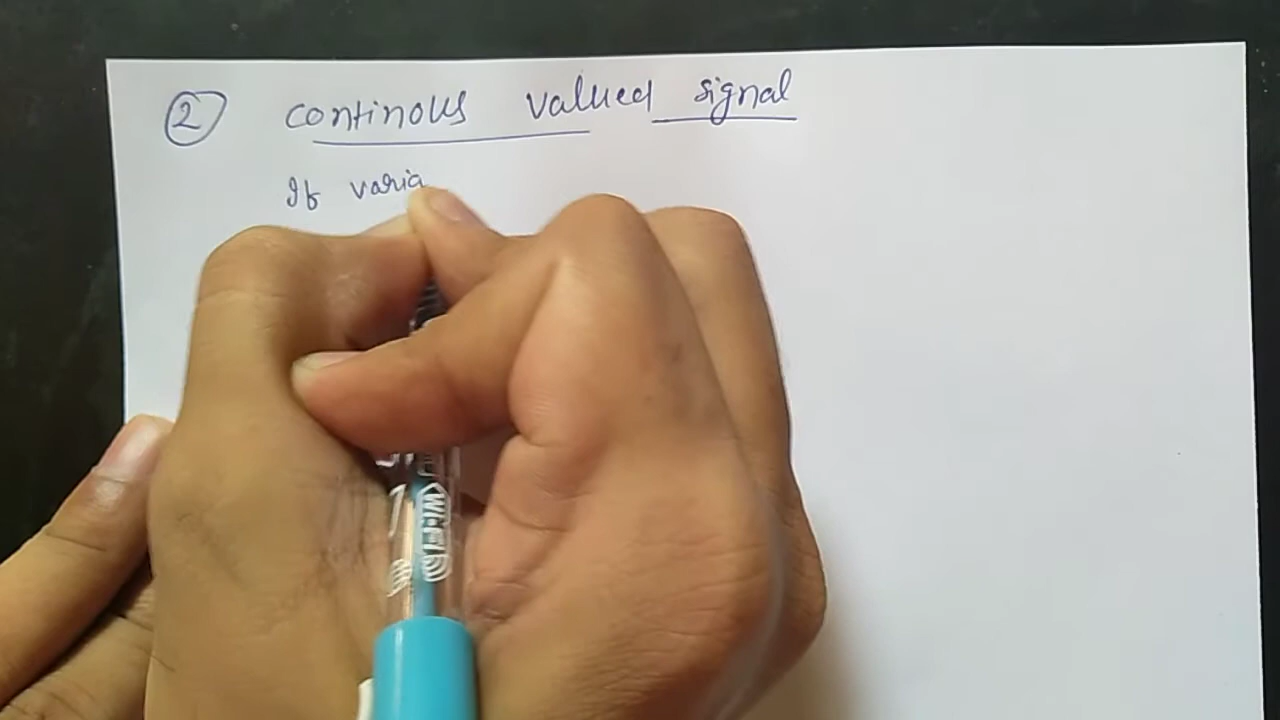 ② continous valued signal
If varia